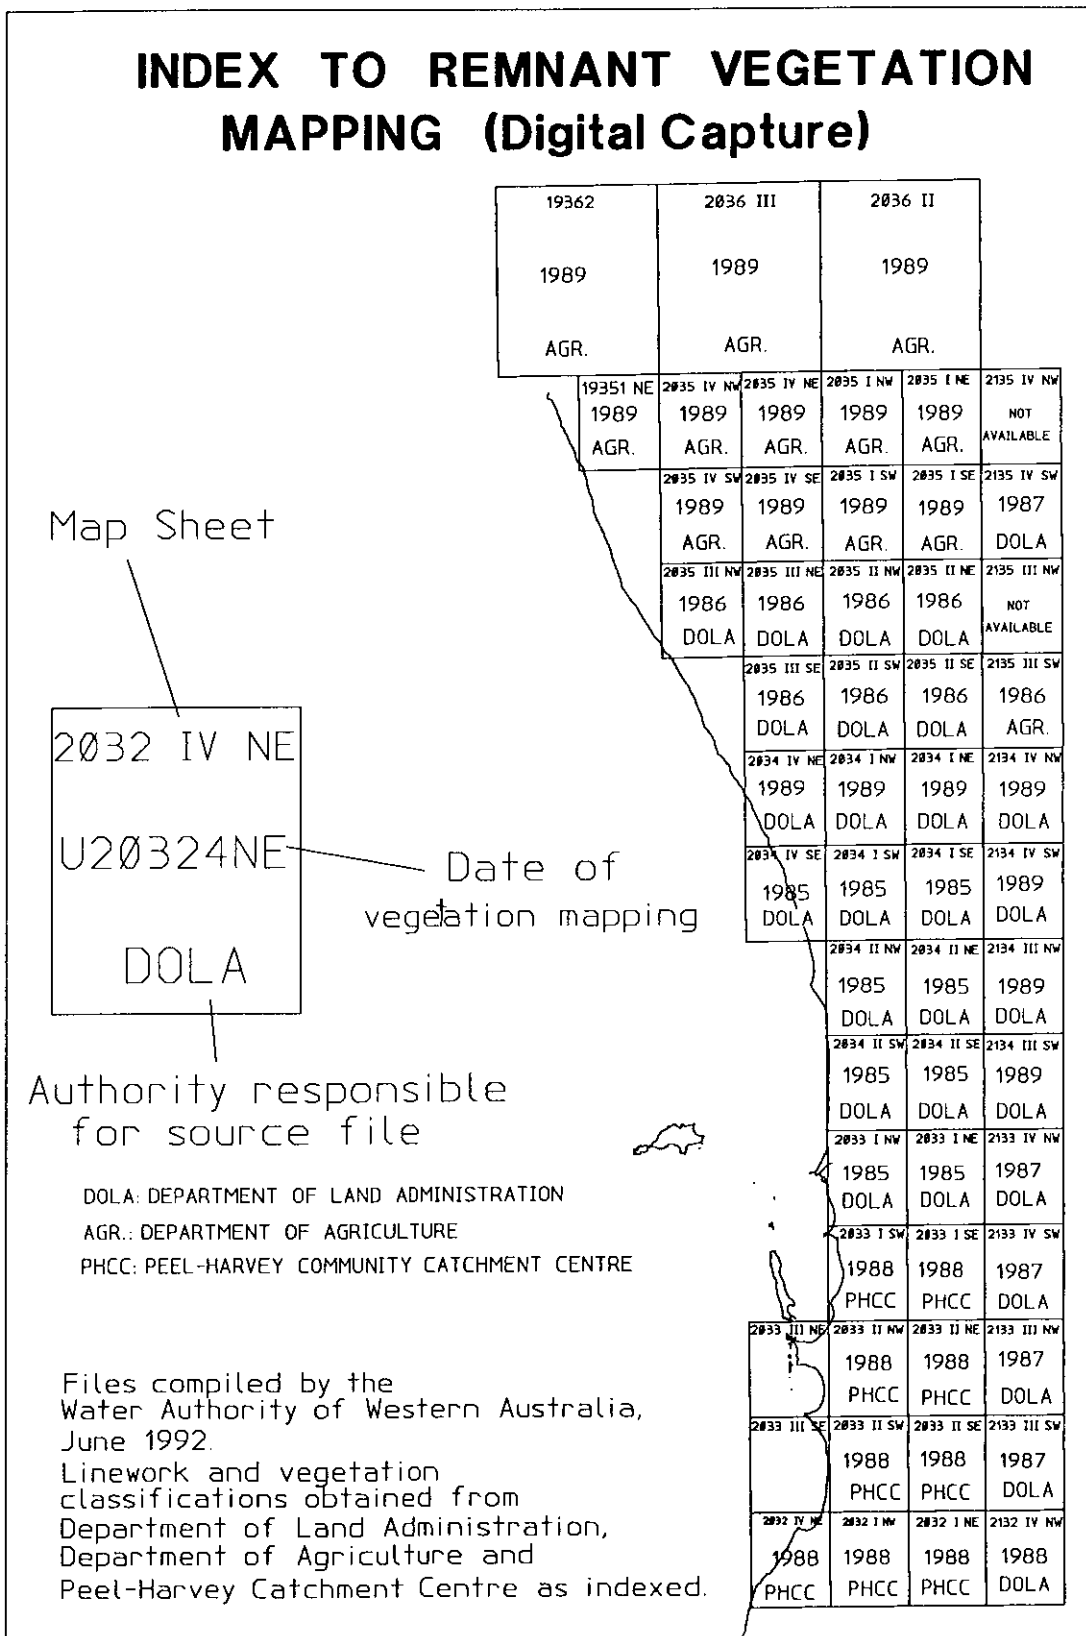 INDEX TO REMNANT VEGETATION
MAPPING (Digital Capture)
19362 2036 III 2036 II
1989 1989 1989
AGR. AGR. AGR.
19351 NE 2035 IV NW 2035 IV NE 2035 I NW 2035 I NE 2135 IV NW
1989 1989 1989 1989 1989 NOT
AGR. AGR. AGR. AGR. AGR. AVAILABLE
2035 IV SW 2035 IV SE 2035 I SW 2035 I SE 2135 IV SW
1989 1989 1989 1989 1987
AGR. AGR. AGR. AGR. DOLA
2035 III NW 2035 III NE 2035 II NW 2035 II NE 2135 III NW
1986 1986 1986 1986 NOT
DOLA DOLA DOLA DOLA AVAILABLE
2035 III SE 2035 II SW 2035 II SE 2135 III SW
1986 1986 1986 1986
DOLA DOLA DOLA AGR.
2034 IV NE 2034 I NW 2034 I NE 2134 IV NW
1989 1989 1989 1989
DOLA DOLA DOLA DOLA
2034 IV SE 2034 I SW 2034 I SE 2134 IV SW
1985 1985 1985 1989
DOLA DOLA DOLA DOLA
2034 II NW 2034 II NE 2134 III NW
1985 1985 1989
DOLA DOLA DOLA
2034 II SW 2034 II SE 2134 III SW
1985 1985 1989
DOLA DOLA DOLA
2033 I NW 2033 I NE 2133 IV NW
1985 1985 1987
DOLA DOLA DOLA
2033 I SW 2033 I SE 2133 IV SW
1988 1988 1987
PHCC PHCC DOLA
2033 III NE 2033 II NW 2033 II NE 2133 III NW
1988 1988 1987
PHCC PHCC DOLA
2033 III SE 2033 II SW 2033 II SE 2133 III SW
1988 1988 1987
PHCC PHCC DOLA
2032 IV NE 2032 I NW 2032 I NE 2132 IV NW
1988 1988 1988 1988
PHCC PHCC PHCC DOLA
Map Sheet
2032 IV NE
U20324NE
DOLA
Date of
vegetation mapping
Authority responsible
for source file
DOLA: DEPARTMENT OF LAND ADMINISTRATION
AGR.: DEPARTMENT OF AGRICULTURE
PHCC: PEEL-HARVEY COMMUNITY CATCHMENT CENTRE
Files compiled by the
Water Authority of Western Australia,
June 1992.
Linework and vegetation
classifications obtained from
Department of Land Administration,
Department of Agriculture and
Peel-Harvey Catchment Centre as indexed.